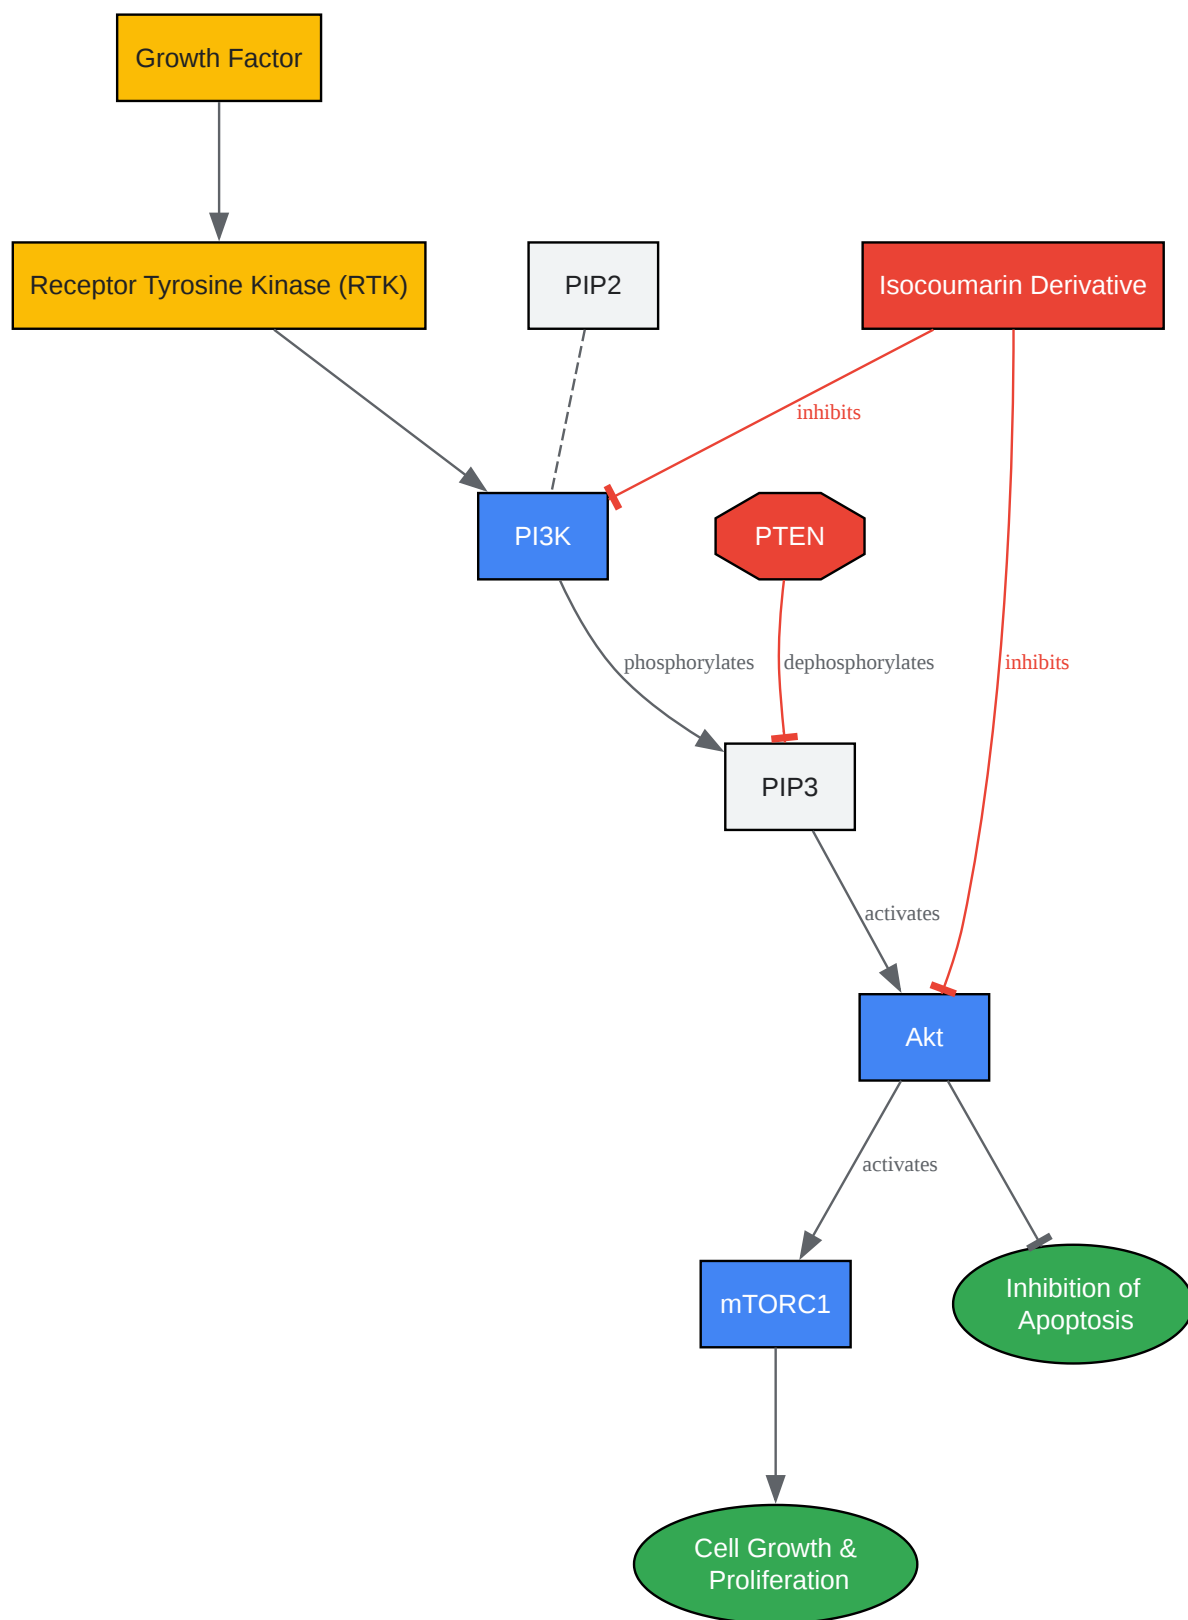 Growth Factor
Receptor Tyrosine Kinase (RTK)
PIP2
Isocoumarin Derivative
inhibits
PI3K
PTEN
phosphorylates
dephosphorylates
inhibits
PIP3
activates
Akt
activates
mTORC1
Inhibition of
Apoptosis
Cell Growth &
Proliferation